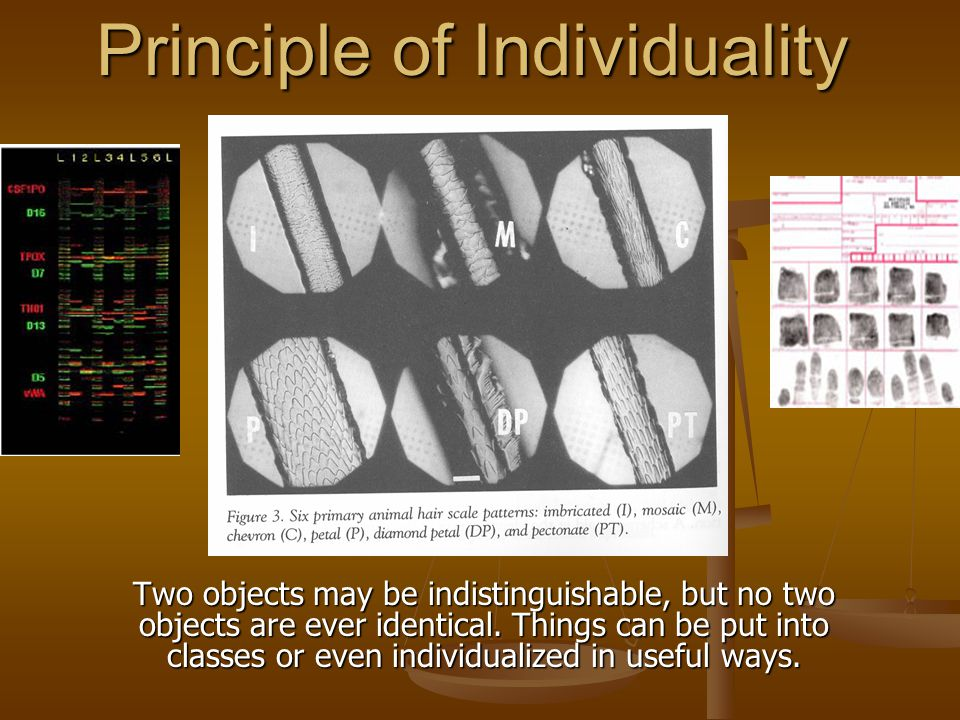 Principle of Individuality
L 1 2 L 3 4 L 5 6 L
CSF1PO
D16
TPOX
D7
TH01
D13
D5
vWA
I
M
C
P
DP
PT
Figure 3. Six primary animal hair scale patterns: imbricated (I), mosaic (M),
chevron (C), petal (P), diamond petal (DP), and pectonate (PT).
Two objects may be indistinguishable, but no two
objects are ever identical. Things can be put into
classes or even individualized in useful ways.